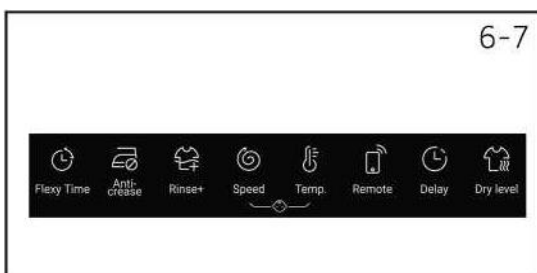 6-7
Flexy Time
Anti-
crease
Rinse+
Speed
Temp.
Remote
Delay
Dry level